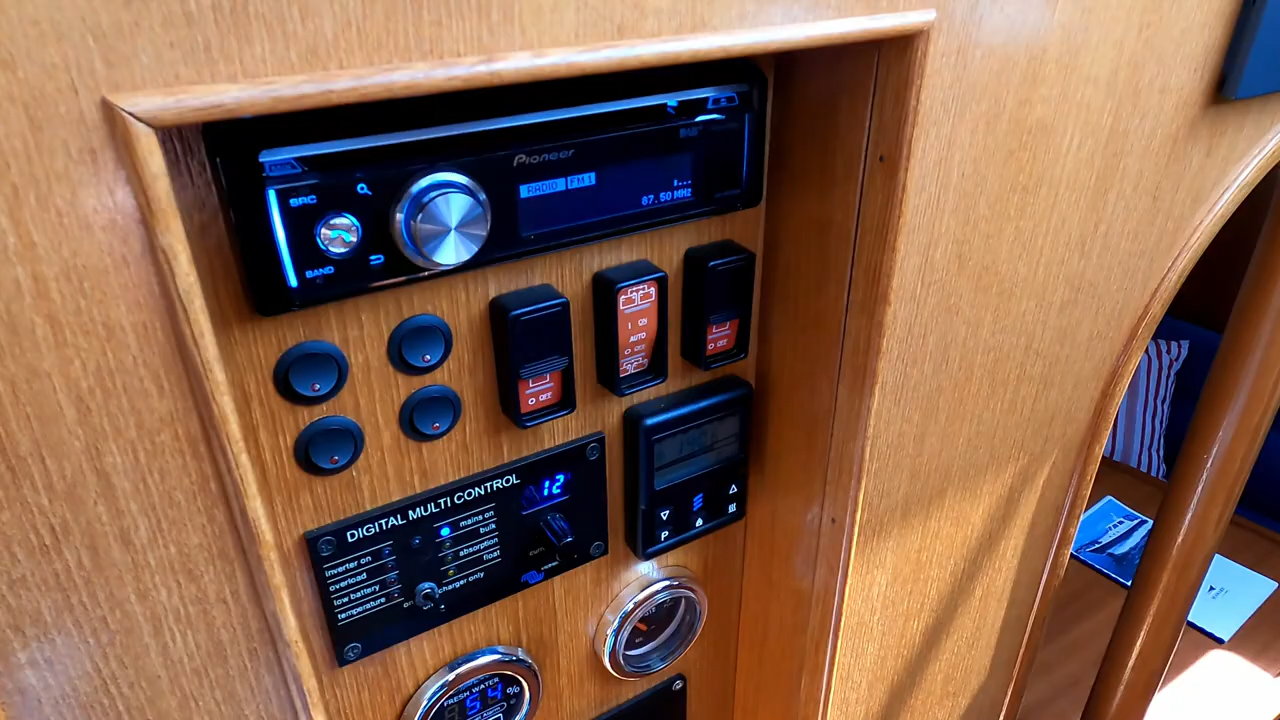 Pioneer
SRC
RADIO FM 1
87.50 MHz
BAND
I ON
AUTO
O OFF
O OFF
O OFF
DIGITAL MULTI CONTROL
12
mains on
bulk
absorption
float
inverter on
overload
low battery
temperature
on
off
charger only
P
FRESH WATER
54 %